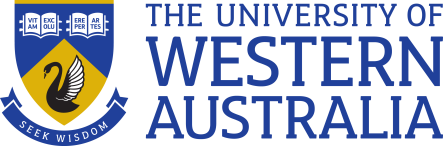 VIT EXC ERE AR
AM OLU PER TES
SEEK WISDOM
THE UNIVERSITY OF
WESTERN
AUSTRALIA